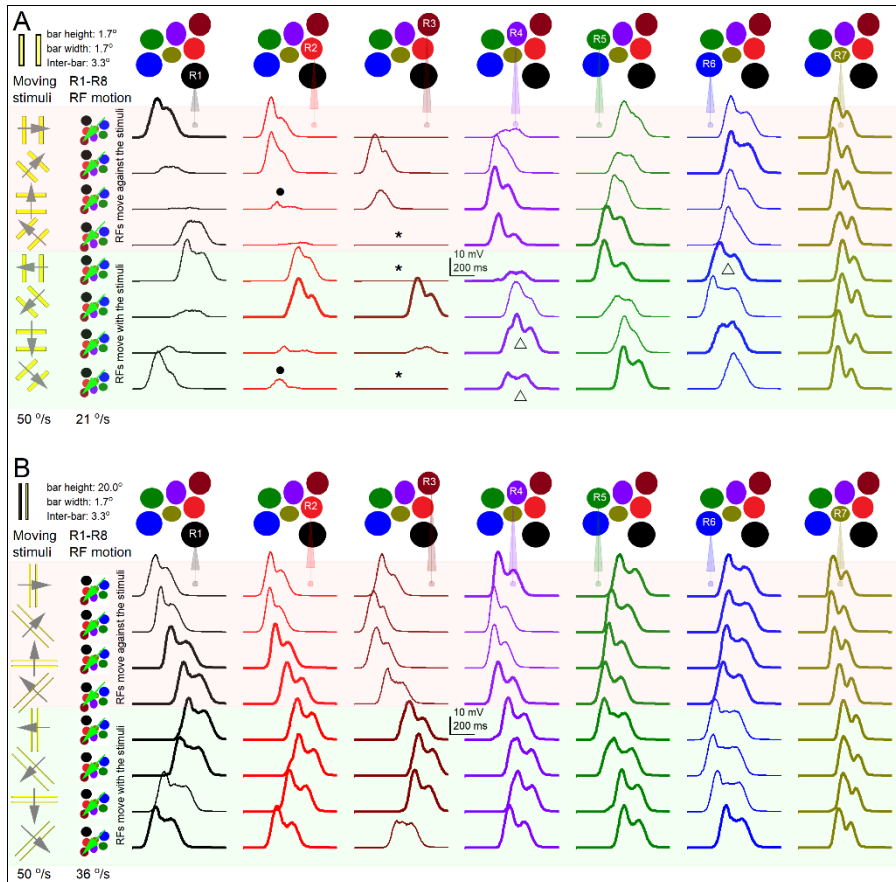 A
bar height: 1.7°
bar width: 1.7°
Inter-bar: 3.3°
Moving stimuli
R1-R8 RF motion
R1
R2
R3
R4
R5
R6
R7
RFs move against the stimuli
RFs move with the stimuli
*
*
*
10 mV
200 ms
50 °/s
21 °/s
B
bar height: 20.0°
bar width: 1.7°
Inter-bar: 3.3°
Moving stimuli
R1-R8 RF motion
R1
R2
R3
R4
R5
R6
R7
RFs move against the stimuli
RFs move with the stimuli
10 mV
200 ms
50 °/s
36 °/s